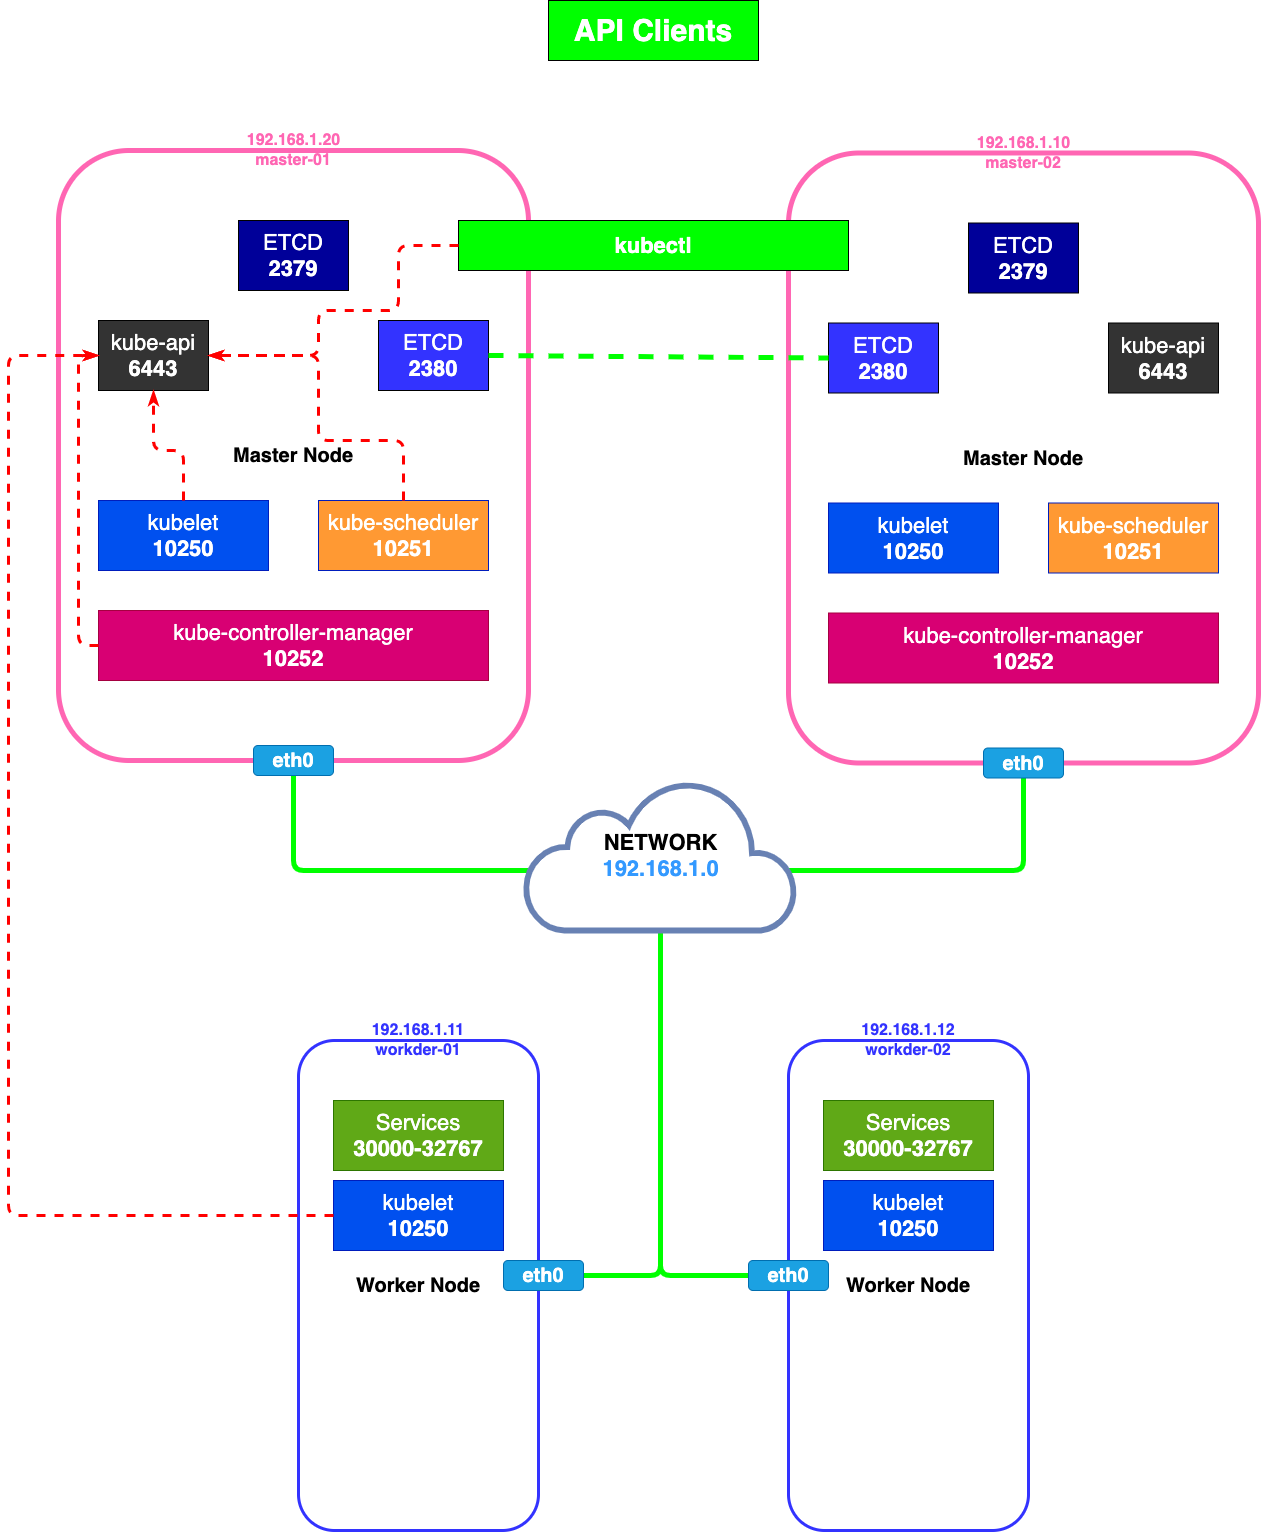 API Clients
192.168.1.20
master-01
192.168.1.10
master-02
ETCD
2379
kubectl
ETCD
2379
kube-api
6443
ETCD
2380
ETCD
2380
kube-api
6443
Master Node
Master Node
kubelet
10250
kube-scheduler
10251
kubelet
10250
kube-scheduler
10251
kube-controller-manager
10252
kube-controller-manager
10252
eth0
eth0
NETWORK
192.168.1.0
192.168.1.11
workder-01
192.168.1.12
workder-02
Services
30000-32767
Services
30000-32767
kubelet
10250
kubelet
10250
Worker Node
eth0
eth0
Worker Node